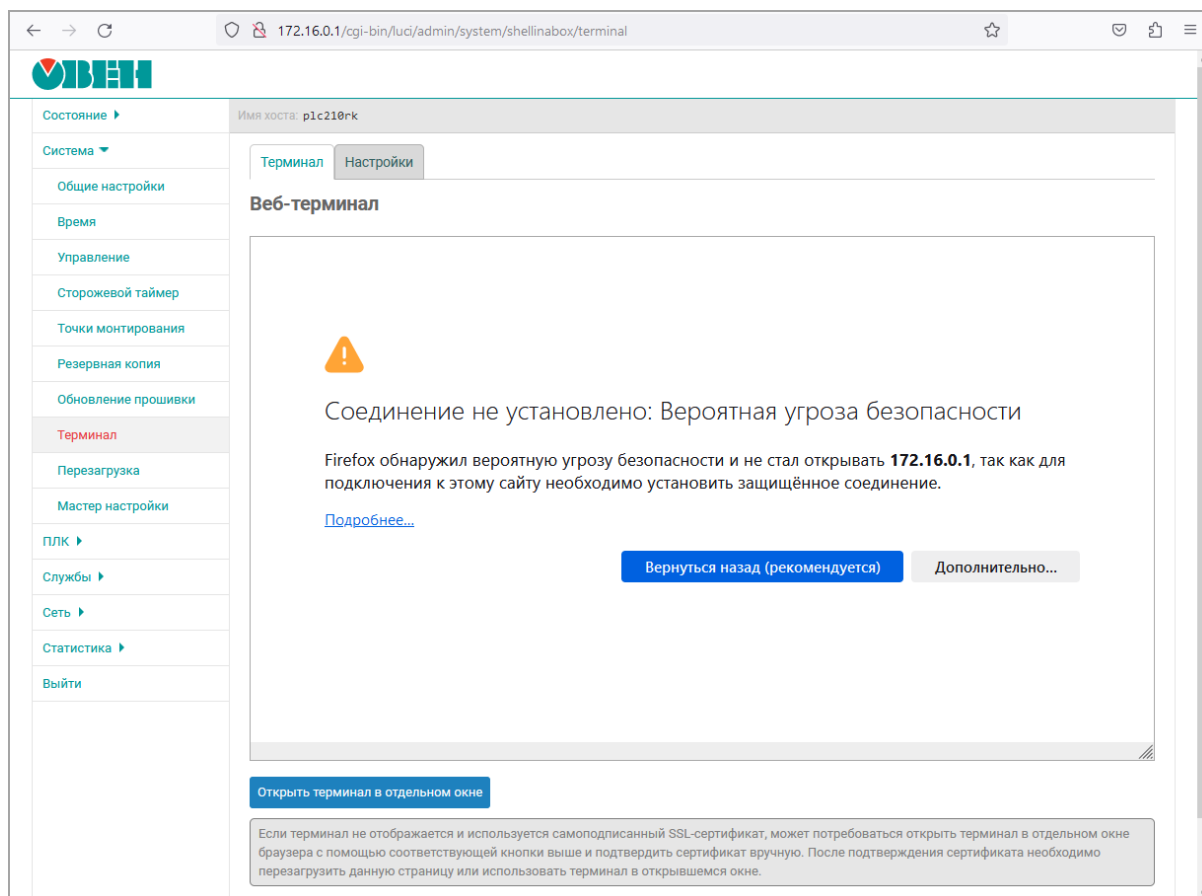 172.16.0.1/cgi-bin/luci/admin/system/shellinabox/terminal
ОВЕН
Состояние
Имя хоста: plc210rk
Система
Терминал
Настройки
Общие настройки
Веб-терминал
Время
Управление
Сторожевой таймер
Точки монтирования
Резервная копия
Обновление прошивки
Терминал
Перезагрузка
Мастер настройки
ПЛК
Службы
Сеть
Статистика
Выйти
Соединение не установлено: Вероятная угроза безопасности
Firefox обнаружил вероятную угрозу безопасности и не стал открывать 172.16.0.1, так как для
подключения к этому сайту необходимо установить защищённое соединение.
Подробнее...
Вернуться назад (рекомендуется)
Дополнительно...
Открыть терминал в отдельном окне
Если терминал не отображается и используется самоподписанный SSL-сертификат, может потребоваться открыть терминал в отдельном окне
браузера с помощью соответствующей кнопки выше и подтвердить сертификат вручную. После подтверждения сертификата необходимо
перезагрузить данную страницу или использовать терминал в открывшемся окне.